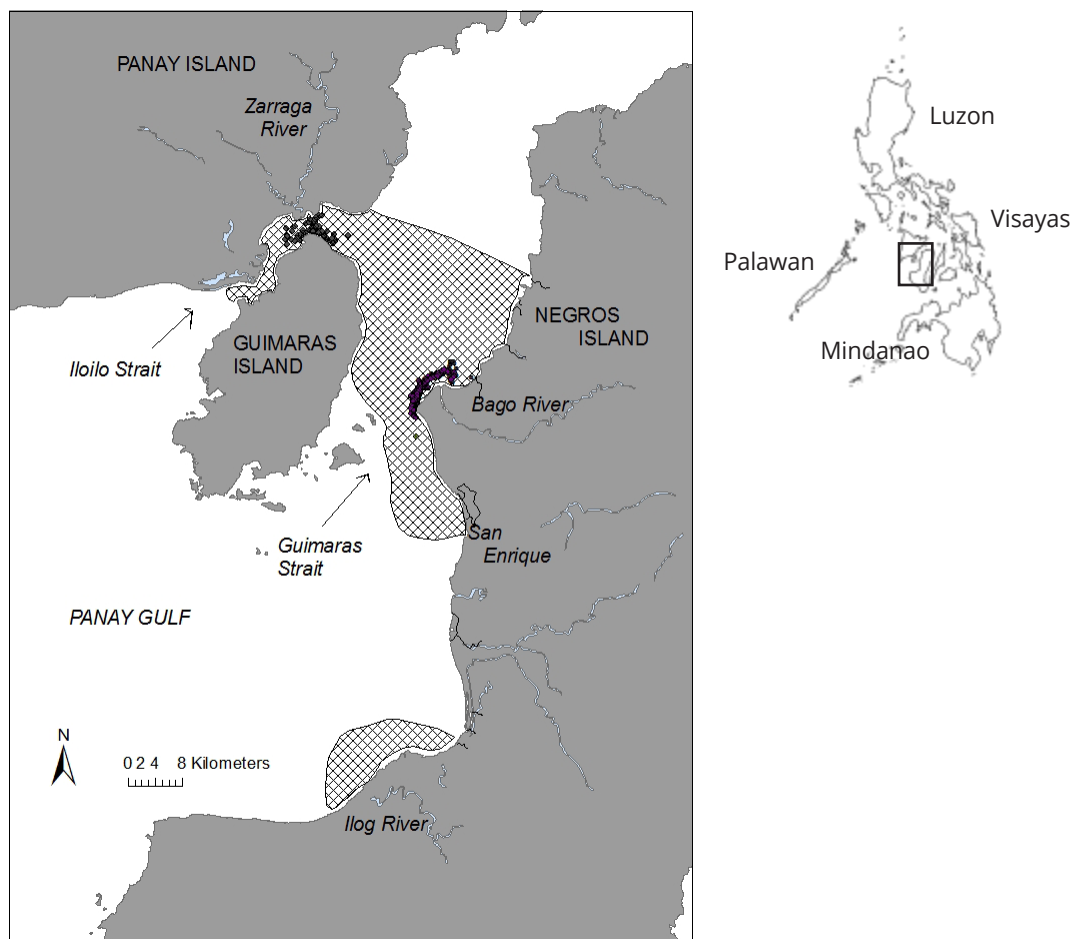 PANAY ISLAND
Zarraga
River
Iloilo Strait
GUIMARAS
ISLAND
NEGROS
ISLAND
Bago River
Guimaras
Strait
San
Enrique
PANAY GULF
N
0 2 4 8 Kilometers
Ilog River
Luzon
Visayas
Palawan
Mindanao